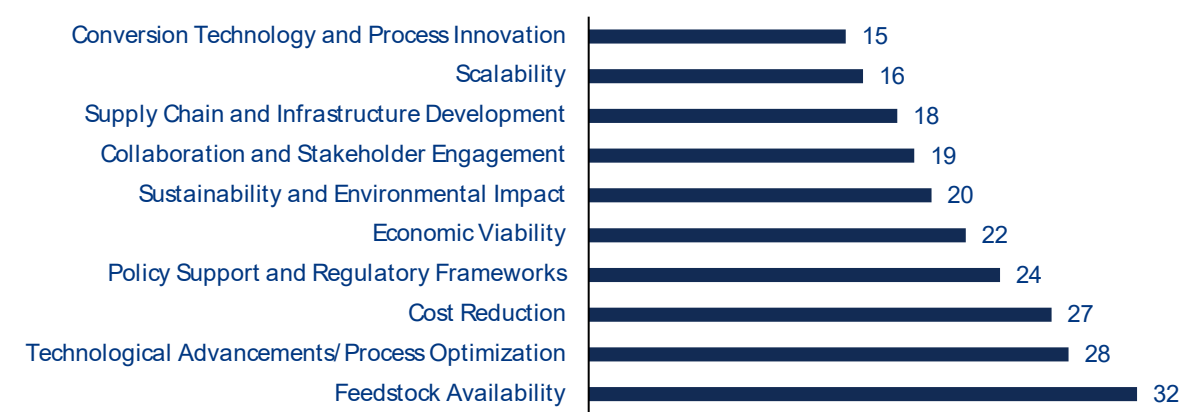 Conversion Technology and Process Innovation 15
Scalability 16
Supply Chain and Infrastructure Development 18
Collaboration and Stakeholder Engagement 19
Sustainability and Environmental Impact 20
Economic Viability 22
Policy Support and Regulatory Frameworks 24
Cost Reduction 27
Technological Advancements/ Process Optimization 28
Feedstock Availability 32